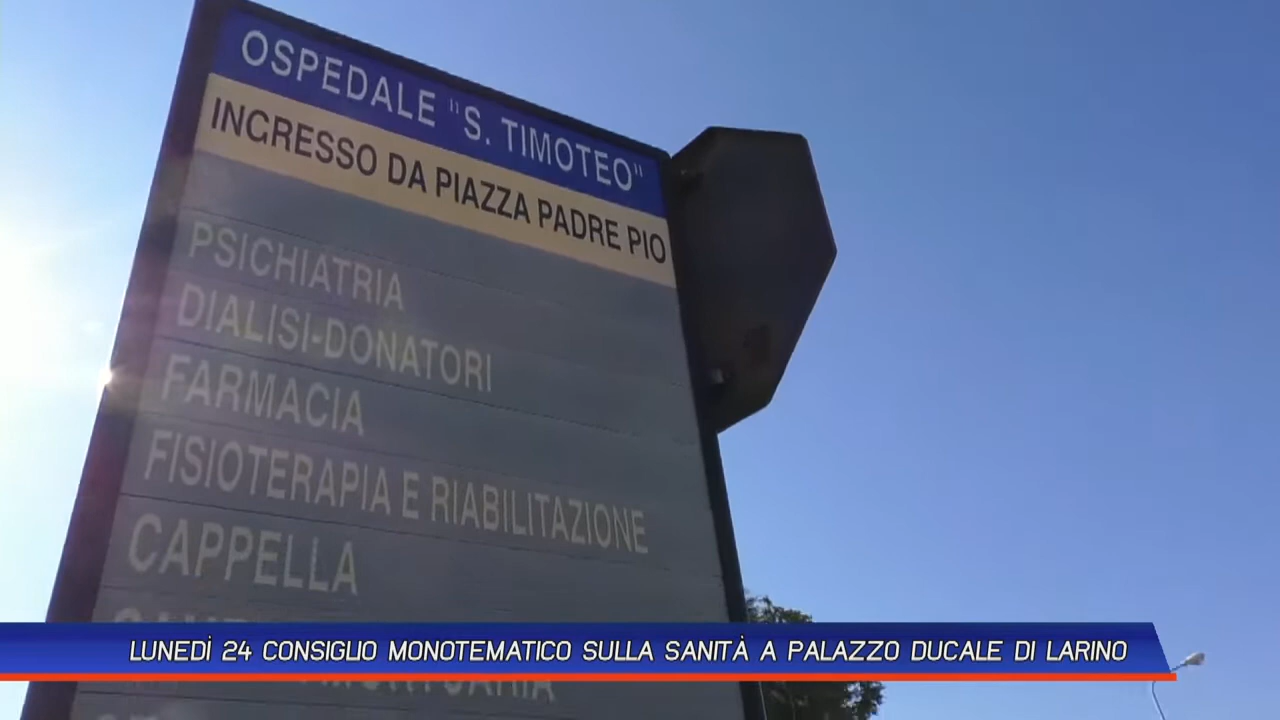 OSPEDALE "S. TIMOTEO"
INGRESSO DA PIAZZA PADRE PIO
PSICHIATRIA
DIALISI-DONATORI
FARMACIA
FISIOTERAPIA E RIABILITAZIONE
CAPPELLA
LUNEDÌ 24 CONSIGLIO MONOTEMATICO SULLA SANITÀ A PALAZZO DUCALE DI LARINO